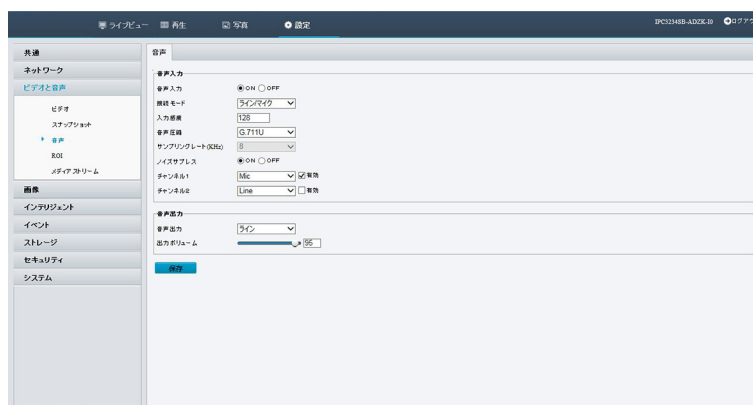 ライブビュー 再生 写真 設定 IPC3234SB-ADZK-I0 ログアウ
共通
ネットワーク
ビデオと音声
ビデオ
スナップショット
音声
ROI
メディアストリーム
画像
インテリジェント
イベント
ストレージ
セキュリティ
システム
音声
音声入力
音声入力 ON OFF
接続モード ライン/マイク
入力感度 128
音声圧縮 G.711U
サンプリングレート(KHz) 8
ノイズサプレス ON OFF
チャンネル1 Mic 有効
チャンネル2 Line 有効
音声出力
音声出力 ライン
出力ボリューム 95
保存